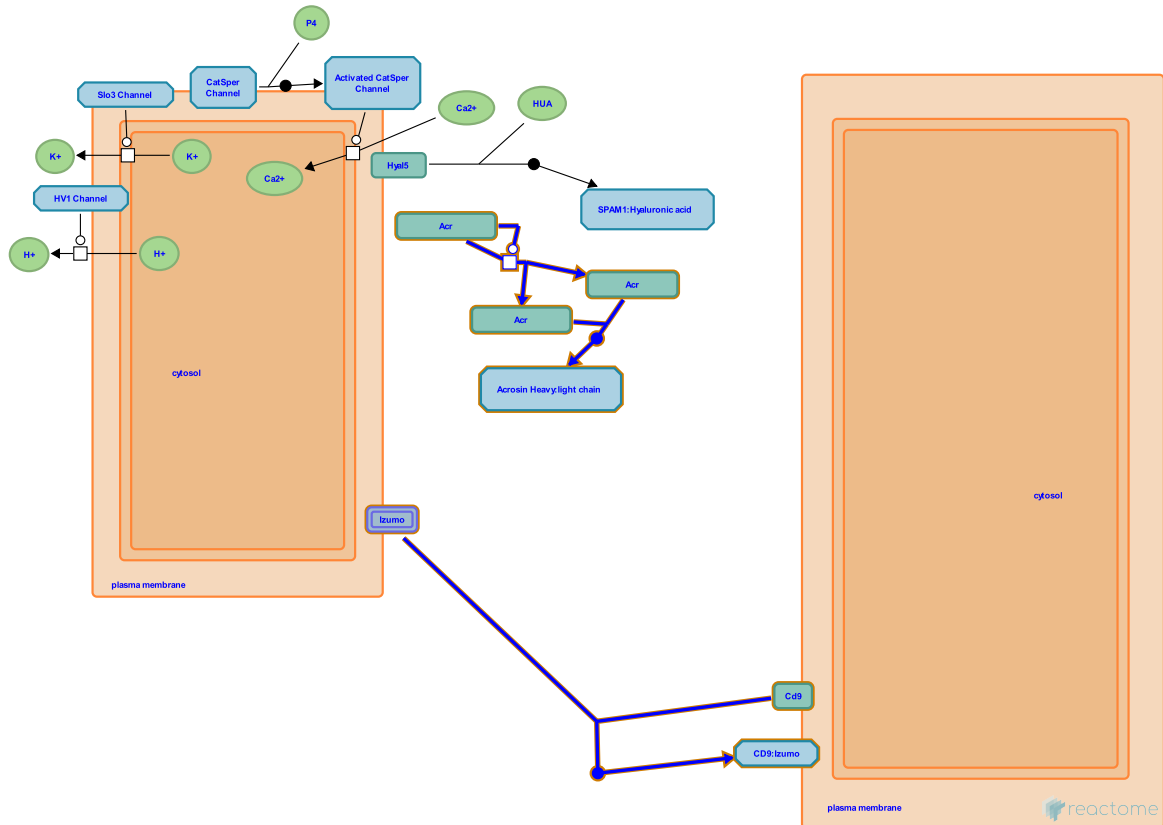 P4
CatSper
Channel
Activated CatSper
Channel
Slo3 Channel
Ca2+
HUA
K+
K+
Hyal5
Ca2+
HV1 Channel
SPAM1:Hyaluronic acid
Acr
H+
H+
Acr
Acr
cytosol
Acrosin Heavy:light chain
cytosol
Izumo
plasma membrane
Cd9
CD9:Izumo
plasma membrane
reactome